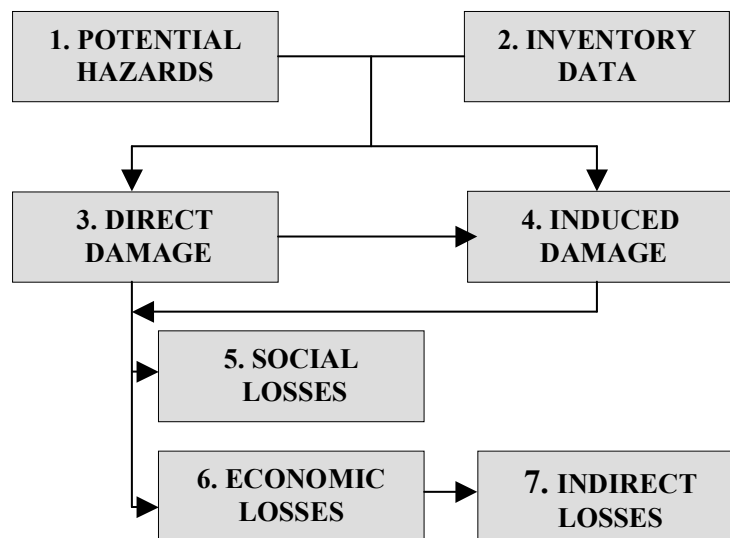 1. POTENTIAL
HAZARDS
2. INVENTORY
DATA
3. DIRECT
DAMAGE
4. INDUCED
DAMAGE
5. SOCIAL
LOSSES
6. ECONOMIC
LOSSES
7. INDIRECT
LOSSES